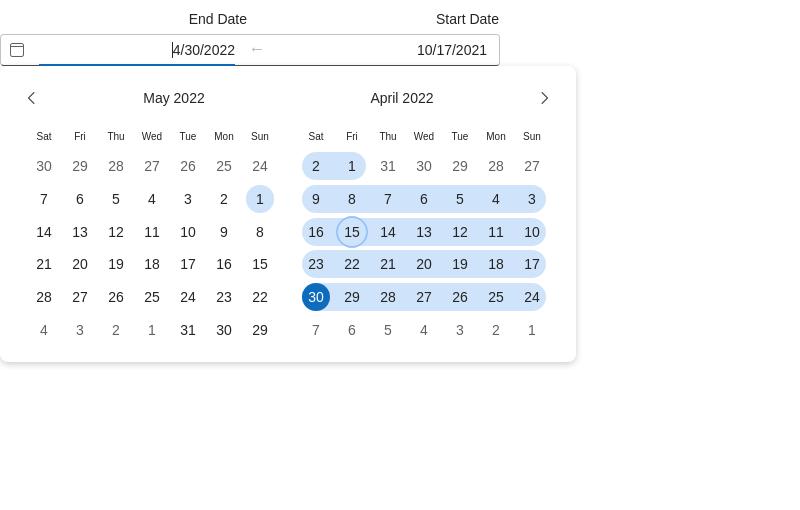 End Date Start Date
4/30/2022 ← 10/17/2021
May 2022 April 2022
Sat Fri Thu Wed Tue Mon Sun Sat Fri Thu Wed Tue Mon Sun
30 29 28 27 26 25 24 2 1 31 30 29 28 27
7 6 5 4 3 2 1 9 8 7 6 5 4 3
14 13 12 11 10 9 8 16 15 14 13 12 11 10
21 20 19 18 17 16 15 23 22 21 20 19 18 17
28 27 26 25 24 23 22 30 29 28 27 26 25 24
4 3 2 1 31 30 29 7 6 5 4 3 2 1